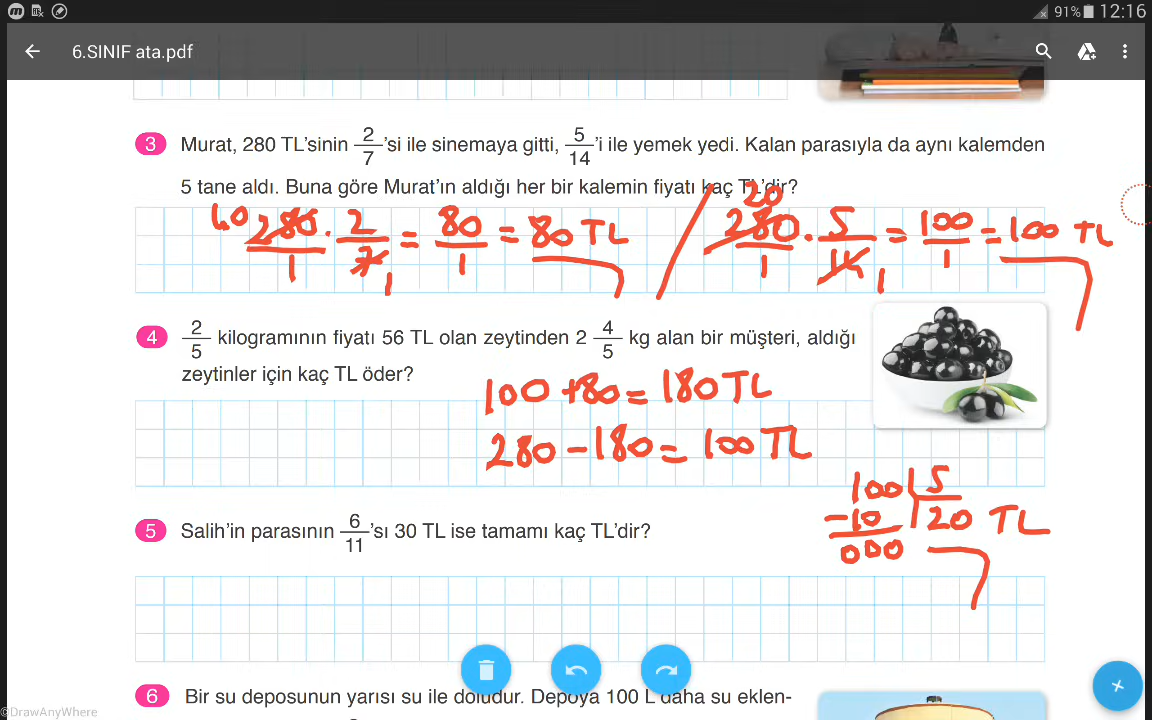 91% 12:16
6.SINIF ata.pdf
3 Murat, 280 TL'sinin 2/7 'si ile sinemaya gitti, 5/14 'i ile yemek yedi. Kalan parasıyla da aynı kalemden
5 tane aldı. Buna göre Murat'ın aldığı her bir kalemin fiyatı kaç TL'dir?
40 280/1 . 2/7 1 = 80/1 = 80 TL
20 280/1 . 5/14 1 = 100/1 = 100 TL
4 2/5 kilogramının fiyatı 56 TL olan zeytinden 2 4/5 kg alan bir müşteri, aldığı
zeytinler için kaç TL öder?
100 + 80 = 180 TL
280 - 180 = 100 TL
100 5
-10 20 TL
000
5 Salih'in parasının 6/11 'sı 30 TL ise tamamı kaç TL'dir?
6 Bir su deposunun yarısı su ile doludur. Depoya 100 L daha su eklen-
©DrawAnyWhere